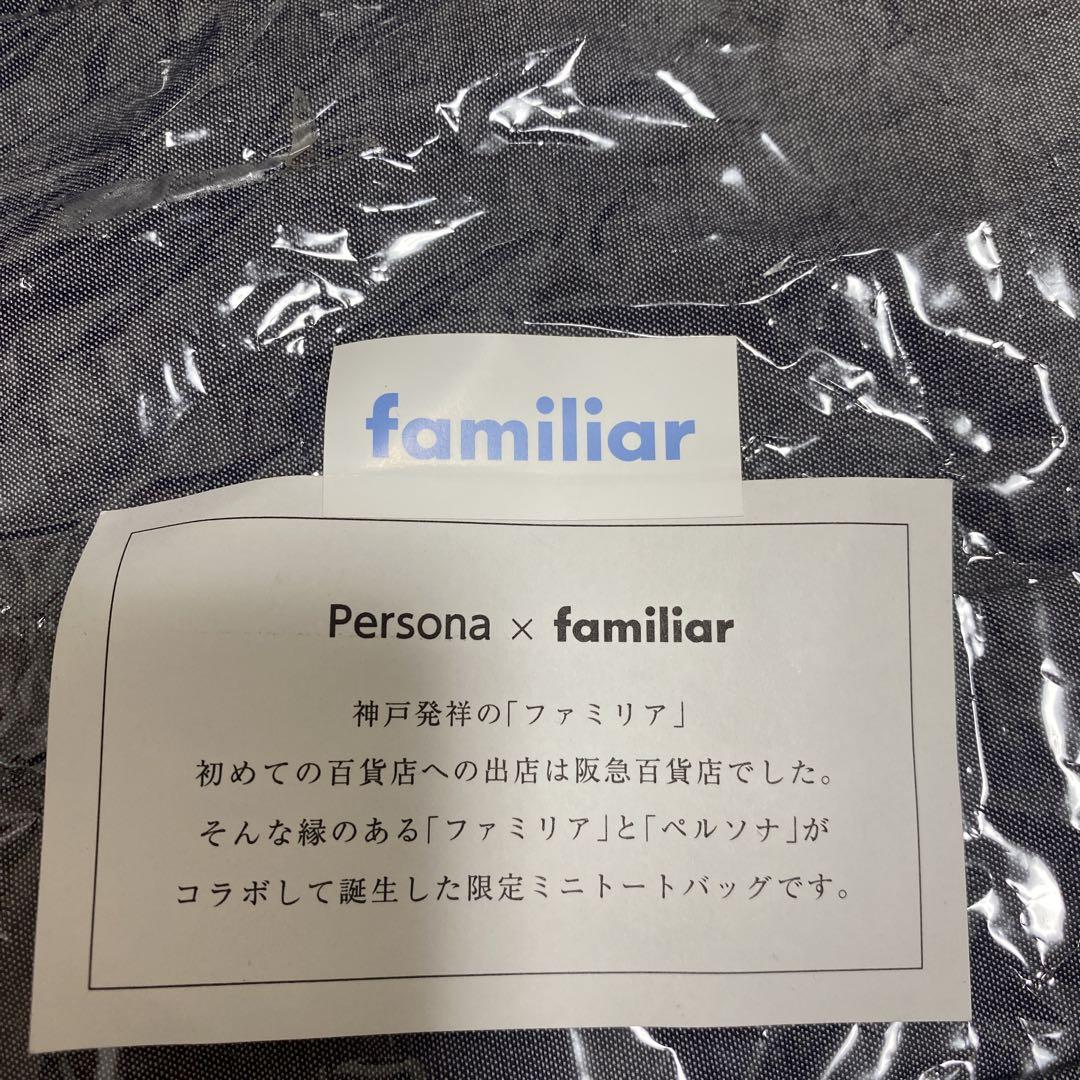 familiar
Persona × familiar
神戸発祥の「ファミリア」
初めての百貨店への出店は阪急百貨店でした。
そんな縁のある「ファミリア」と「ペルソナ」が
コラボして誕生した限定ミニトートバッグです。